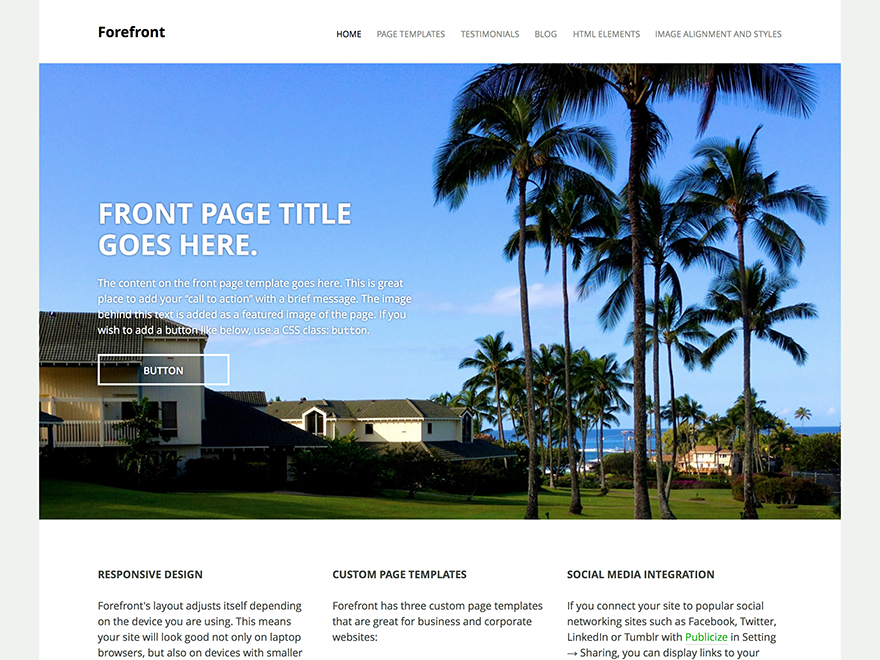 Forefront
HOME PAGE TEMPLATES TESTIMONIALS BLOG HTML ELEMENTS IMAGE ALIGNMENT AND STYLES
FRONT PAGE TITLE
GOES HERE.
The content on the front page template goes here. This is great
place to add your “call to action” with a brief message. The image
behind this text is added as a featured image of the page. If you
wish to add a button like below, use a CSS class: button.
BUTTON
RESPONSIVE DESIGN
Forefront's layout adjusts itself depending
on the device you are using. This means
your site will look good not only on laptop
browsers, but also on devices with smaller
CUSTOM PAGE TEMPLATES
Forefront has three custom page templates
that are great for business and corporate
websites:
SOCIAL MEDIA INTEGRATION
If you connect your site to popular social
networking sites such as Facebook, Twitter,
LinkedIn or Tumblr with Publicize in Setting
→ Sharing, you can display links to your